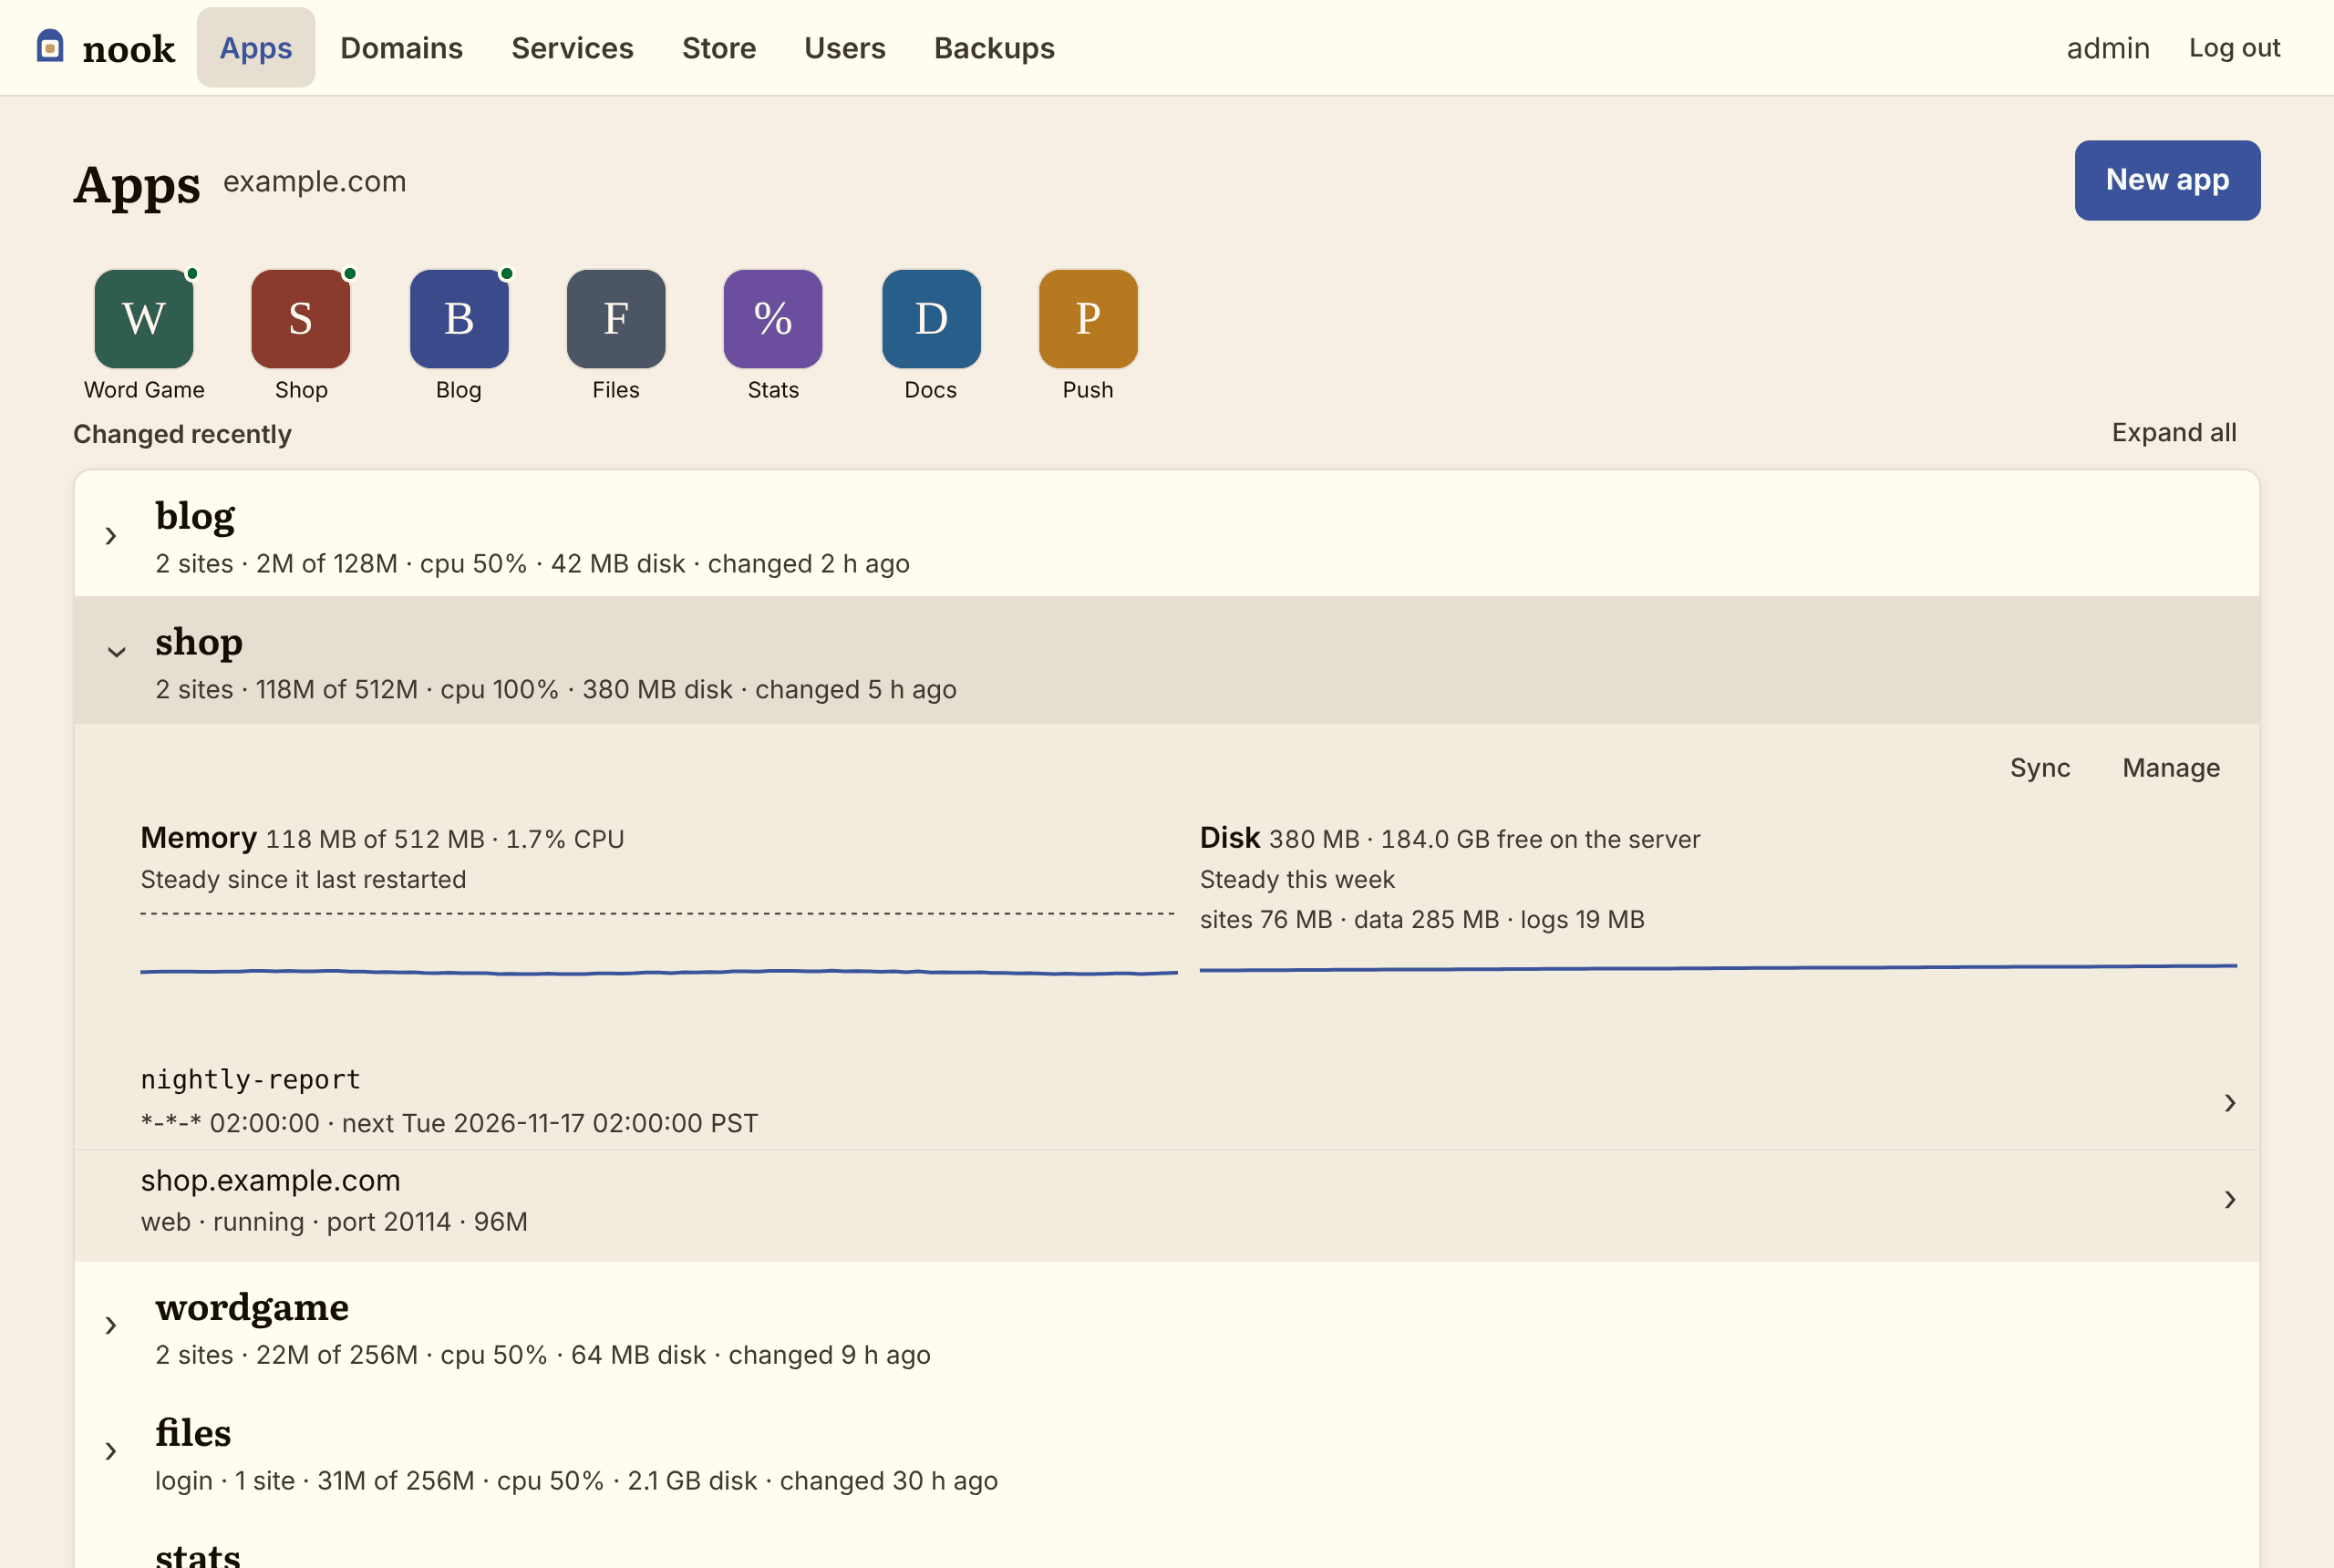 nook Apps Domains Services Store Users Backups admin Log out
Apps example.com New app
W S B F % D P
Word Game Shop Blog Files Stats Docs Push
Changed recently Expand all
blog
2 sites · 2M of 128M · cpu 50% · 42 MB disk · changed 2 h ago
shop
2 sites · 118M of 512M · cpu 100% · 380 MB disk · changed 5 h ago
Sync Manage
Memory 118 MB of 512 MB · 1.7% CPU
Steady since it last restarted
Disk 380 MB · 184.0 GB free on the server
Steady this week
sites 76 MB · data 285 MB · logs 19 MB
nightly-report
*-*-* 02:00:00 · next Tue 2026-11-17 02:00:00 PST
shop.example.com
web · running · port 20114 · 96M
wordgame
2 sites · 22M of 256M · cpu 50% · 64 MB disk · changed 9 h ago
files
login · 1 site · 31M of 256M · cpu 50% · 2.1 GB disk · changed 30 h ago
stats